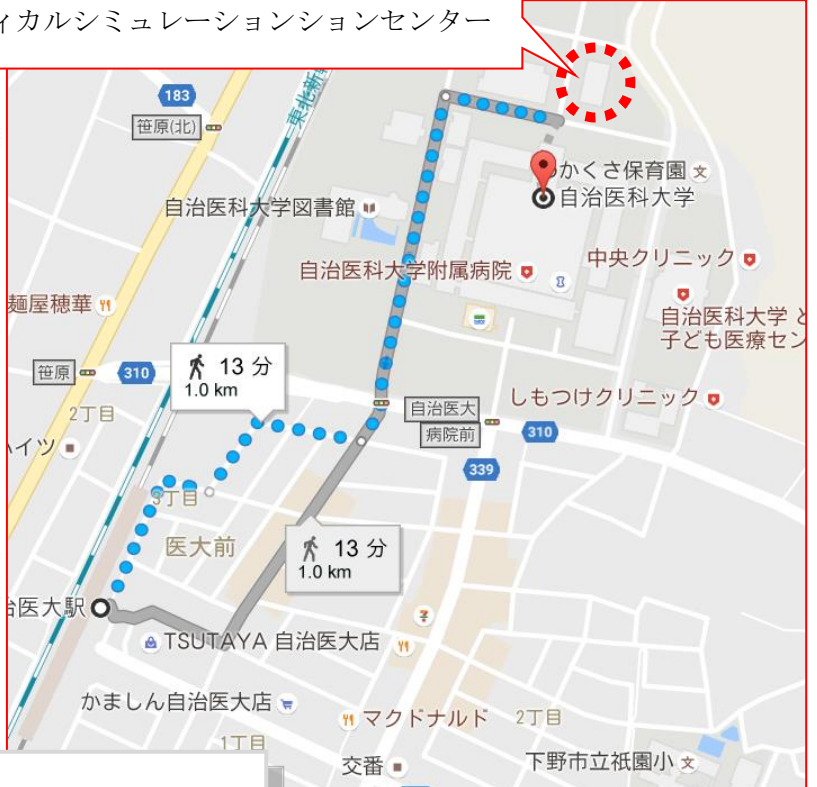 ィカルシミュレーションションセンター
183
笹原(北)
東北新
かくさ保育園
自治医科大学
自治医科大学図書館
中央クリニック
自治医科大学附属病院
麺屋穂華
自治医科大学 と
子ども医療セン
13 分
1.0 km
笹原
310
しもつけクリニック
自治医大
病院前
2丁目
310
ハイツ
339
3丁目
医大前
13 分
1.0 km
治医大駅
TSUTAYA 自治医大店
かましん自治医大店
マクドナルド
2丁目
1丁目
交番
下野市立祇園小